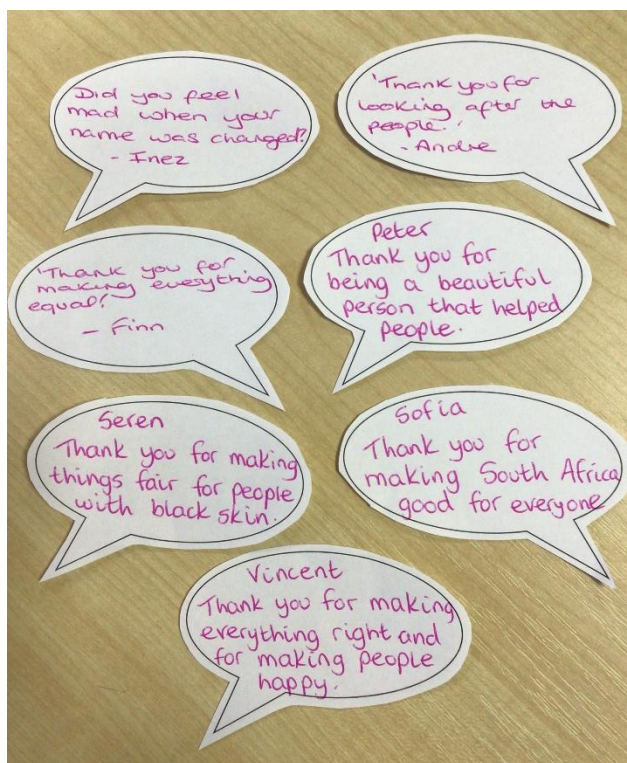 Did you feel
mad when your
name was changed?
- Inez
'Thank you for
looking after the
people.'
- Andre
'Thank you for
making everything
equal!
- Finn
Peter
Thank you for
being a beautiful
person that helped
people.
Seren
Thank you for making
things fair for people
with black skin.
Sofia
Thank you for
making South Africa
good for everyone
Vincent
Thank you for making
everything right and
for making people
happy.